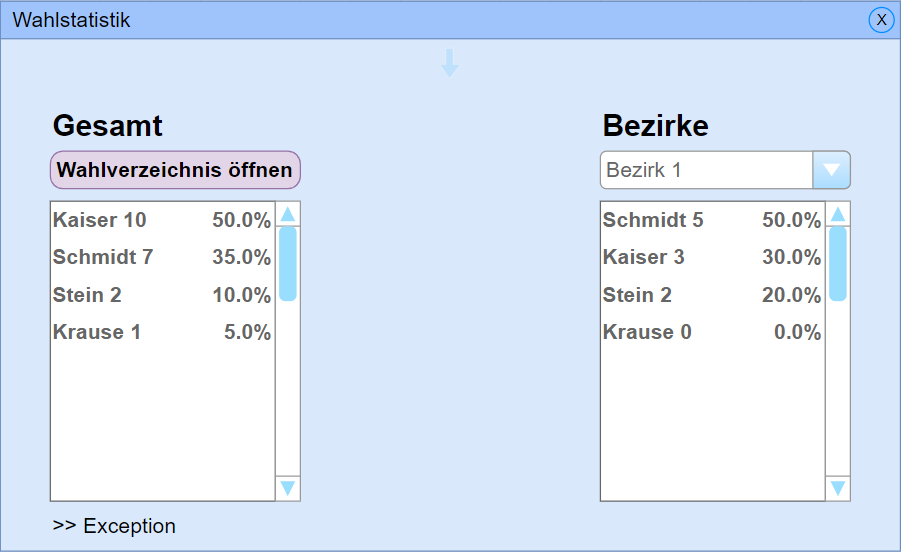 Wahlstatistik X
Gesamt
Wahlverzeichnis öffnen
Kaiser 10 50.0%
Schmidt 7 35.0%
Stein 2 10.0%
Krause 1 5.0%
>> Exception
Bezirke
Bezirk 1
Schmidt 5 50.0%
Kaiser 3 30.0%
Stein 2 20.0%
Krause 0 0.0%